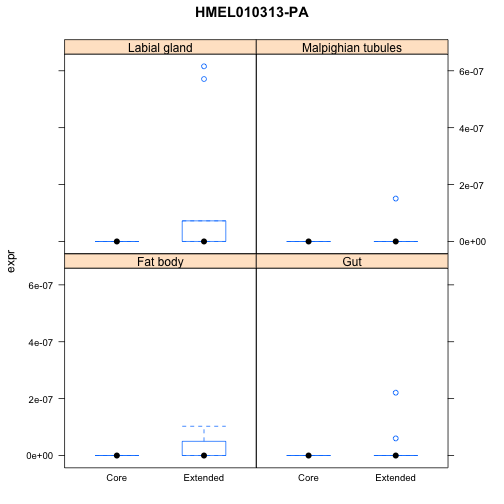 HMEL010313-PA
Labial gland
Malpighian tubules
6e-07
4e-07
2e-07
0e+00
expr
Fat body
Gut
6e-07
4e-07
2e-07
0e+00
Core
Extended
Core
Extended